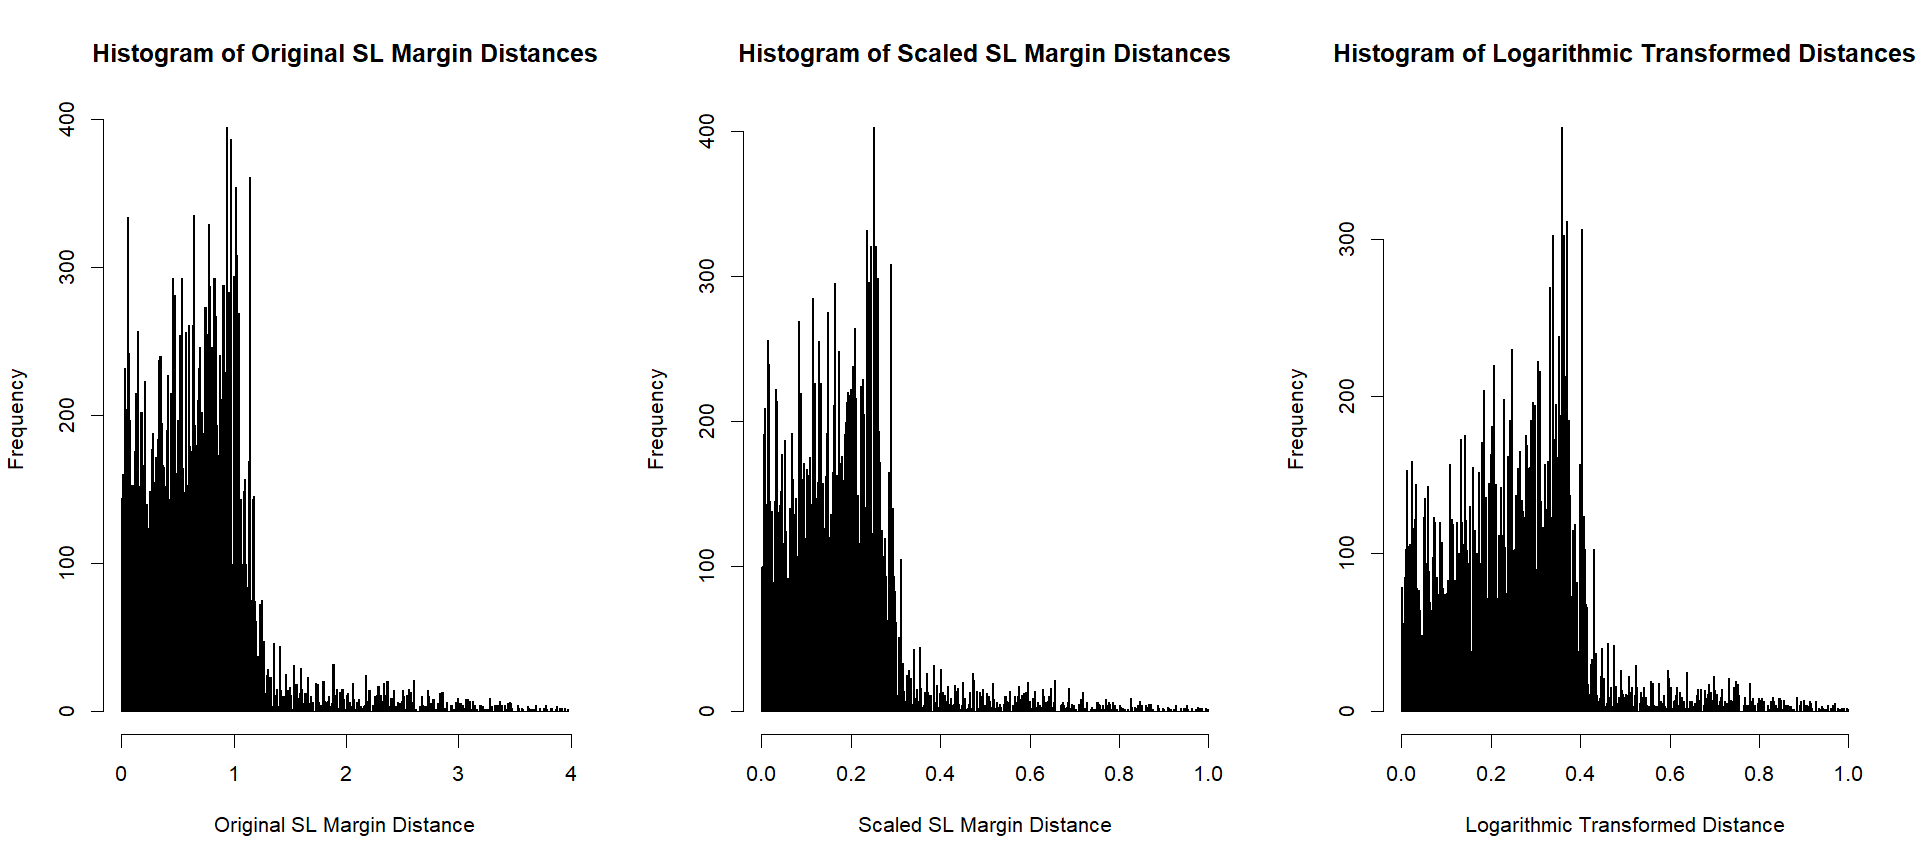 Histogram of Original SL Margin Distances
Frequency
400
300
200
100
0
0 1 2 3 4
Original SL Margin Distance
Histogram of Scaled SL Margin Distances
Frequency
400
300
200
100
0
0.0 0.2 0.4 0.6 0.8 1.0
Scaled SL Margin Distance
Histogram of Logarithmic Transformed Distances
Frequency
300
200
100
0
0.0 0.2 0.4 0.6 0.8 1.0
Logarithmic Transformed Distance